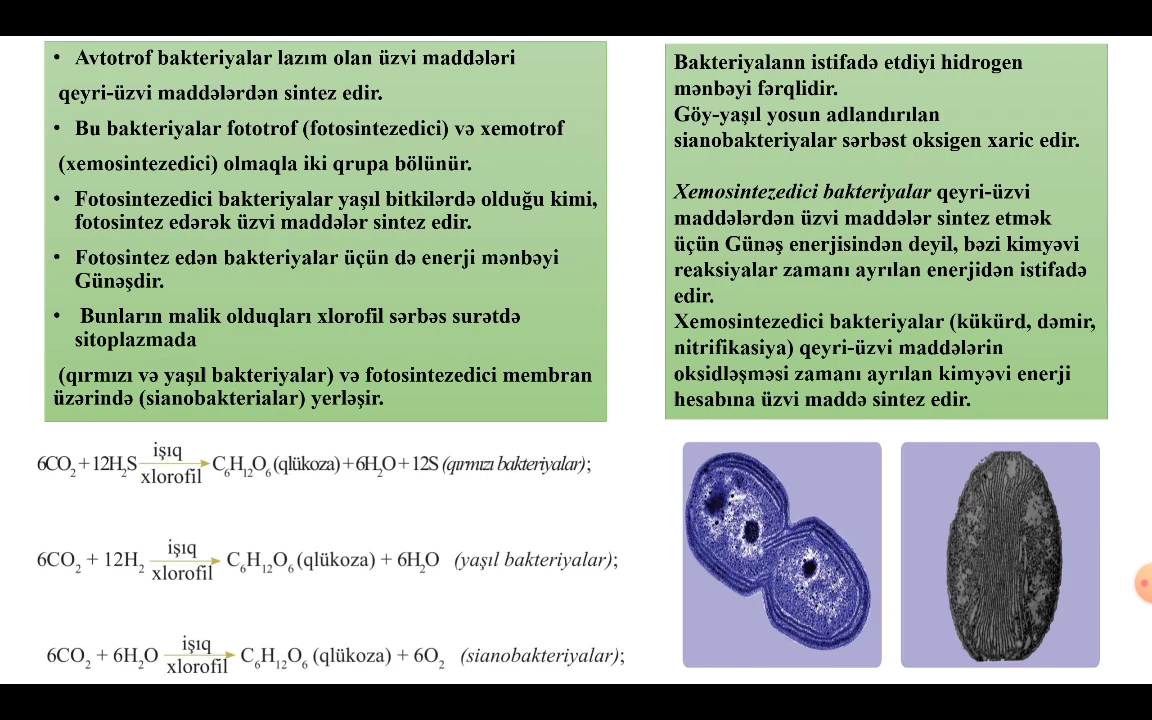 • Avtotrof bakteriyalar lazım olan üzvi maddələri
qeyri-üzvi maddələrdən sintez edir.
• Bu bakteriyalar fototrof (fotosintezedici) və xemotrof
(xemosintezedici) olmaqla iki qrupa bölünür.
• Fotosintezedici bakteriyalar yaşıl bitkilərdə olduğu kimi,
fotosintez edərək üzvi maddələr sintez edir.
• Fotosintez edən bakteriyalar üçün də enerji mənbəyi
Günəşdir.
• Bunların malik olduqları xlorofil sərbəs surətdə
sitoplazmada
(qırmızı və yaşıl bakteriyalar) və fotosintezedici membran
üzərində (sianobakterialar) yerləşir.
Bakteriyalann istifadə etdiyi hidrogen
mənbəyi fərqlidir.
Göy-yaşıl yosun adlandırılan
sianobakteriyalar sərbəst oksigen xaric edir.
Xemosintezedici bakteriyalar qeyri-üzvi
maddələrdən üzvi maddələr sintez etmək
üçün Günəş enerjisindən deyil, bəzi kimyəvi
reaksiyalar zamanı ayrılan enerjidən istifadə
edir.
Xemosintezedici bakteriyalar (kükürd, dəmir,
nitrifikasiya) qeyri-üzvi maddələrin
oksidləşməsi zamanı ayrılan kimyəvi enerji
hesabına üzvi maddə sintez edir.
6CO₂ + 12H₂S işıq xlorofil C₆H₁₂O₆ (qlükoza) + 6H₂O + 12S (qırmızı bakteriyalar);
6CO₂ + 12H₂ işıq xlorofil C₆H₁₂O₆ (qlükoza) + 6H₂O (yaşıl bakteriyalar);
6CO₂ + 6H₂O işıq xlorofil C₆H₁₂O₆ (qlükoza) + 6O₂ (sianobakteriyalar);